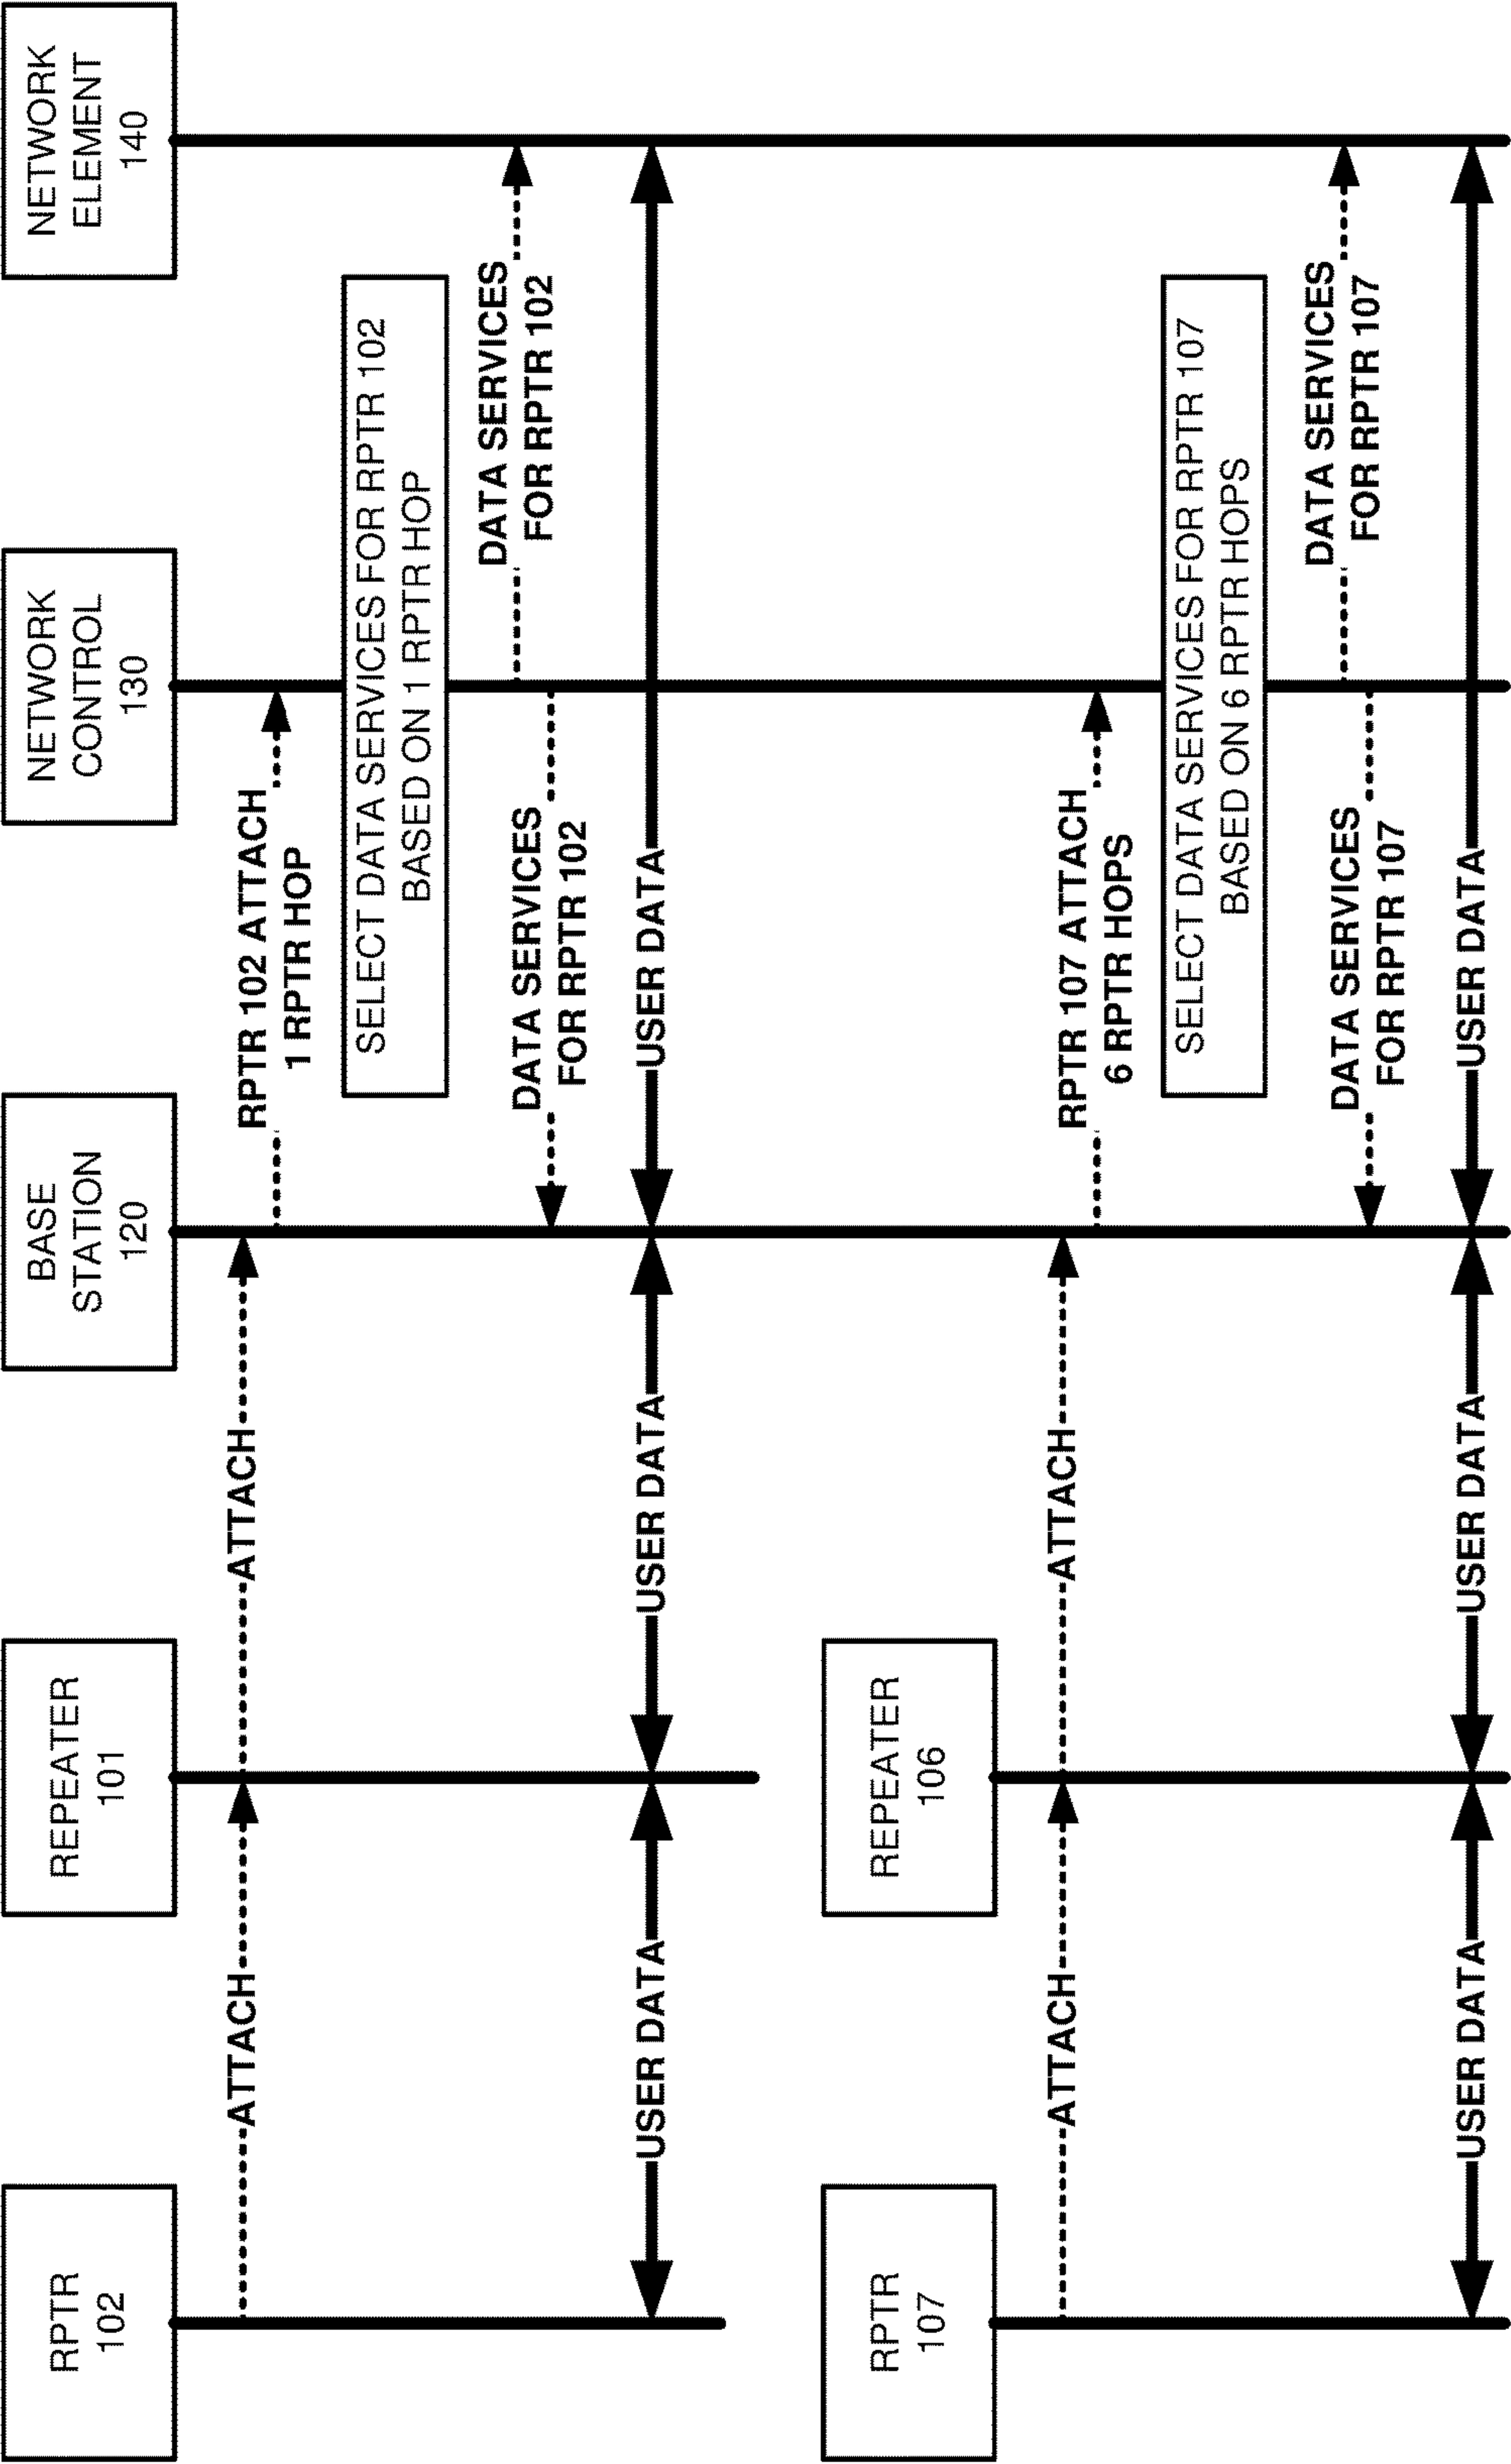 RPTR
102
REPEATER
101
BASE
STATION
120
NETWORK
CONTROL
130
NETWORK
ELEMENT
140
ATTACH
ATTACH
RPTR 102 ATTACH
1 RPTR HOP
SELECT DATA SERVICES FOR RPTR 102
BASED ON 1 RPTR HOP
DATA SERVICES
FOR RPTR 102
DATA SERVICES
FOR RPTR 102
USER DATA
USER DATA
USER DATA
RPTR
107
REPEATER
106
ATTACH
ATTACH
RPTR 107 ATTACH
6 RPTR HOPS
SELECT DATA SERVICES FOR RPTR 107
BASED ON 6 RPTR HOPS
DATA SERVICES
FOR RPTR 107
DATA SERVICES
FOR RPTR 107
USER DATA
USER DATA
USER DATA